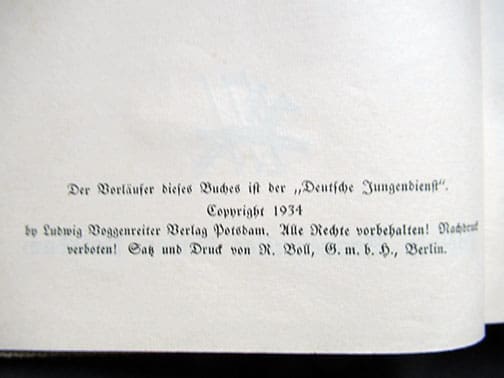 Der Vorläufer dieses Buches ist der „Deutsche Jungendienst“.
Copyright 1934
by Ludwig Voggenreiter Verlag Potsdam. Alle Rechte vorbehalten! Nachdruck
verboten! Satz und Druck von R. Boll, G. m. b. H., Berlin.